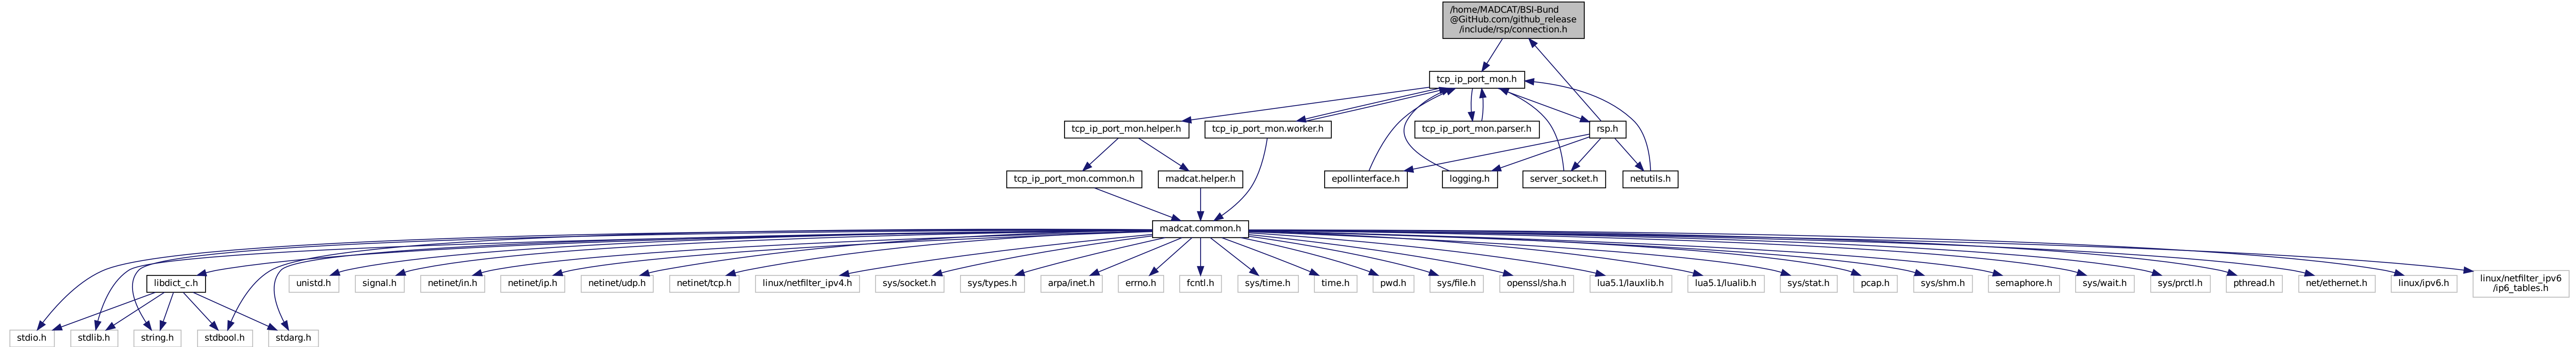 /home/MADCAT/BSI-Bund
@GitHub.com/github_release
/include/rsp/connection.h
tcp_ip_port_mon.h
tcp_ip_port_mon.helper.h
tcp_ip_port_mon.worker.h
tcp_ip_port_mon.parser.h
rsp.h
tcp_ip_port_mon.common.h
madcat.helper.h
epollinterface.h
logging.h
server_socket.h
netutils.h
madcat.common.h
libdict_c.h
unistd.h
signal.h
netinet/in.h
netinet/ip.h
netinet/udp.h
netinet/tcp.h
linux/netfilter_ipv4.h
sys/socket.h
sys/types.h
arpa/inet.h
errno.h
fcntl.h
sys/time.h
time.h
pwd.h
sys/file.h
openssl/sha.h
lua5.1/lauxlib.h
lua5.1/lualib.h
sys/stat.h
pcap.h
sys/shm.h
semaphore.h
sys/wait.h
sys/prctl.h
pthread.h
net/ethernet.h
linux/ipv6.h
linux/netfilter_ipv6
/ip6_tables.h
stdio.h
stdlib.h
string.h
stdbool.h
stdarg.h